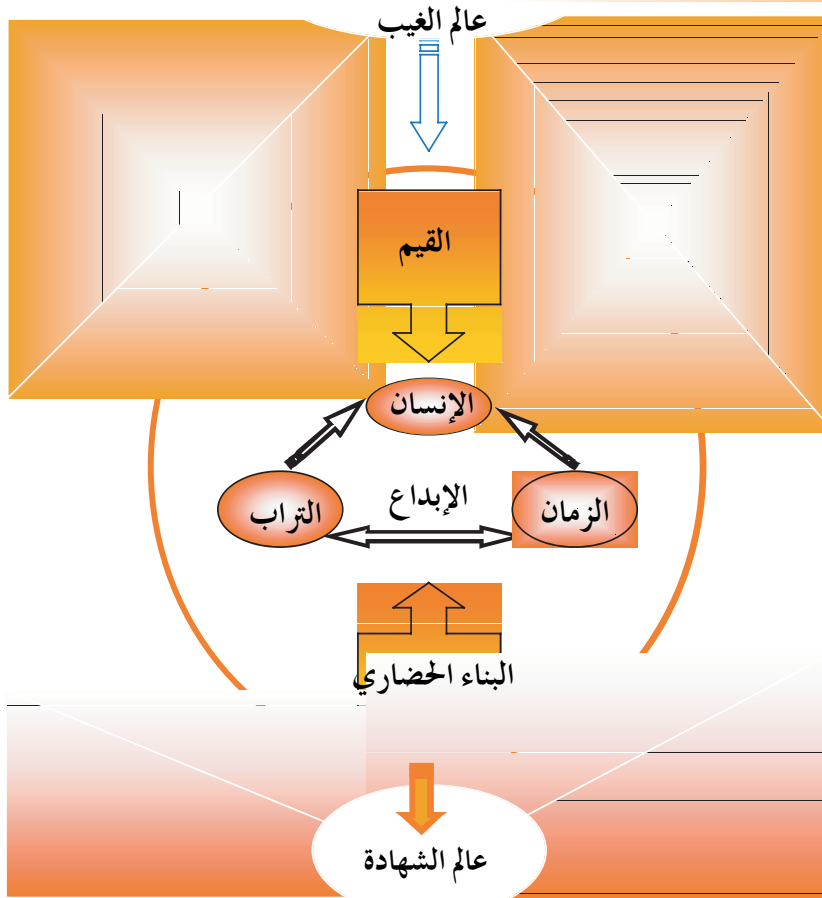 عالم الغيب
القيم
الإنسان
الإبداع
الزمان
التراب
البناء الحضاري
عالم الشهادة